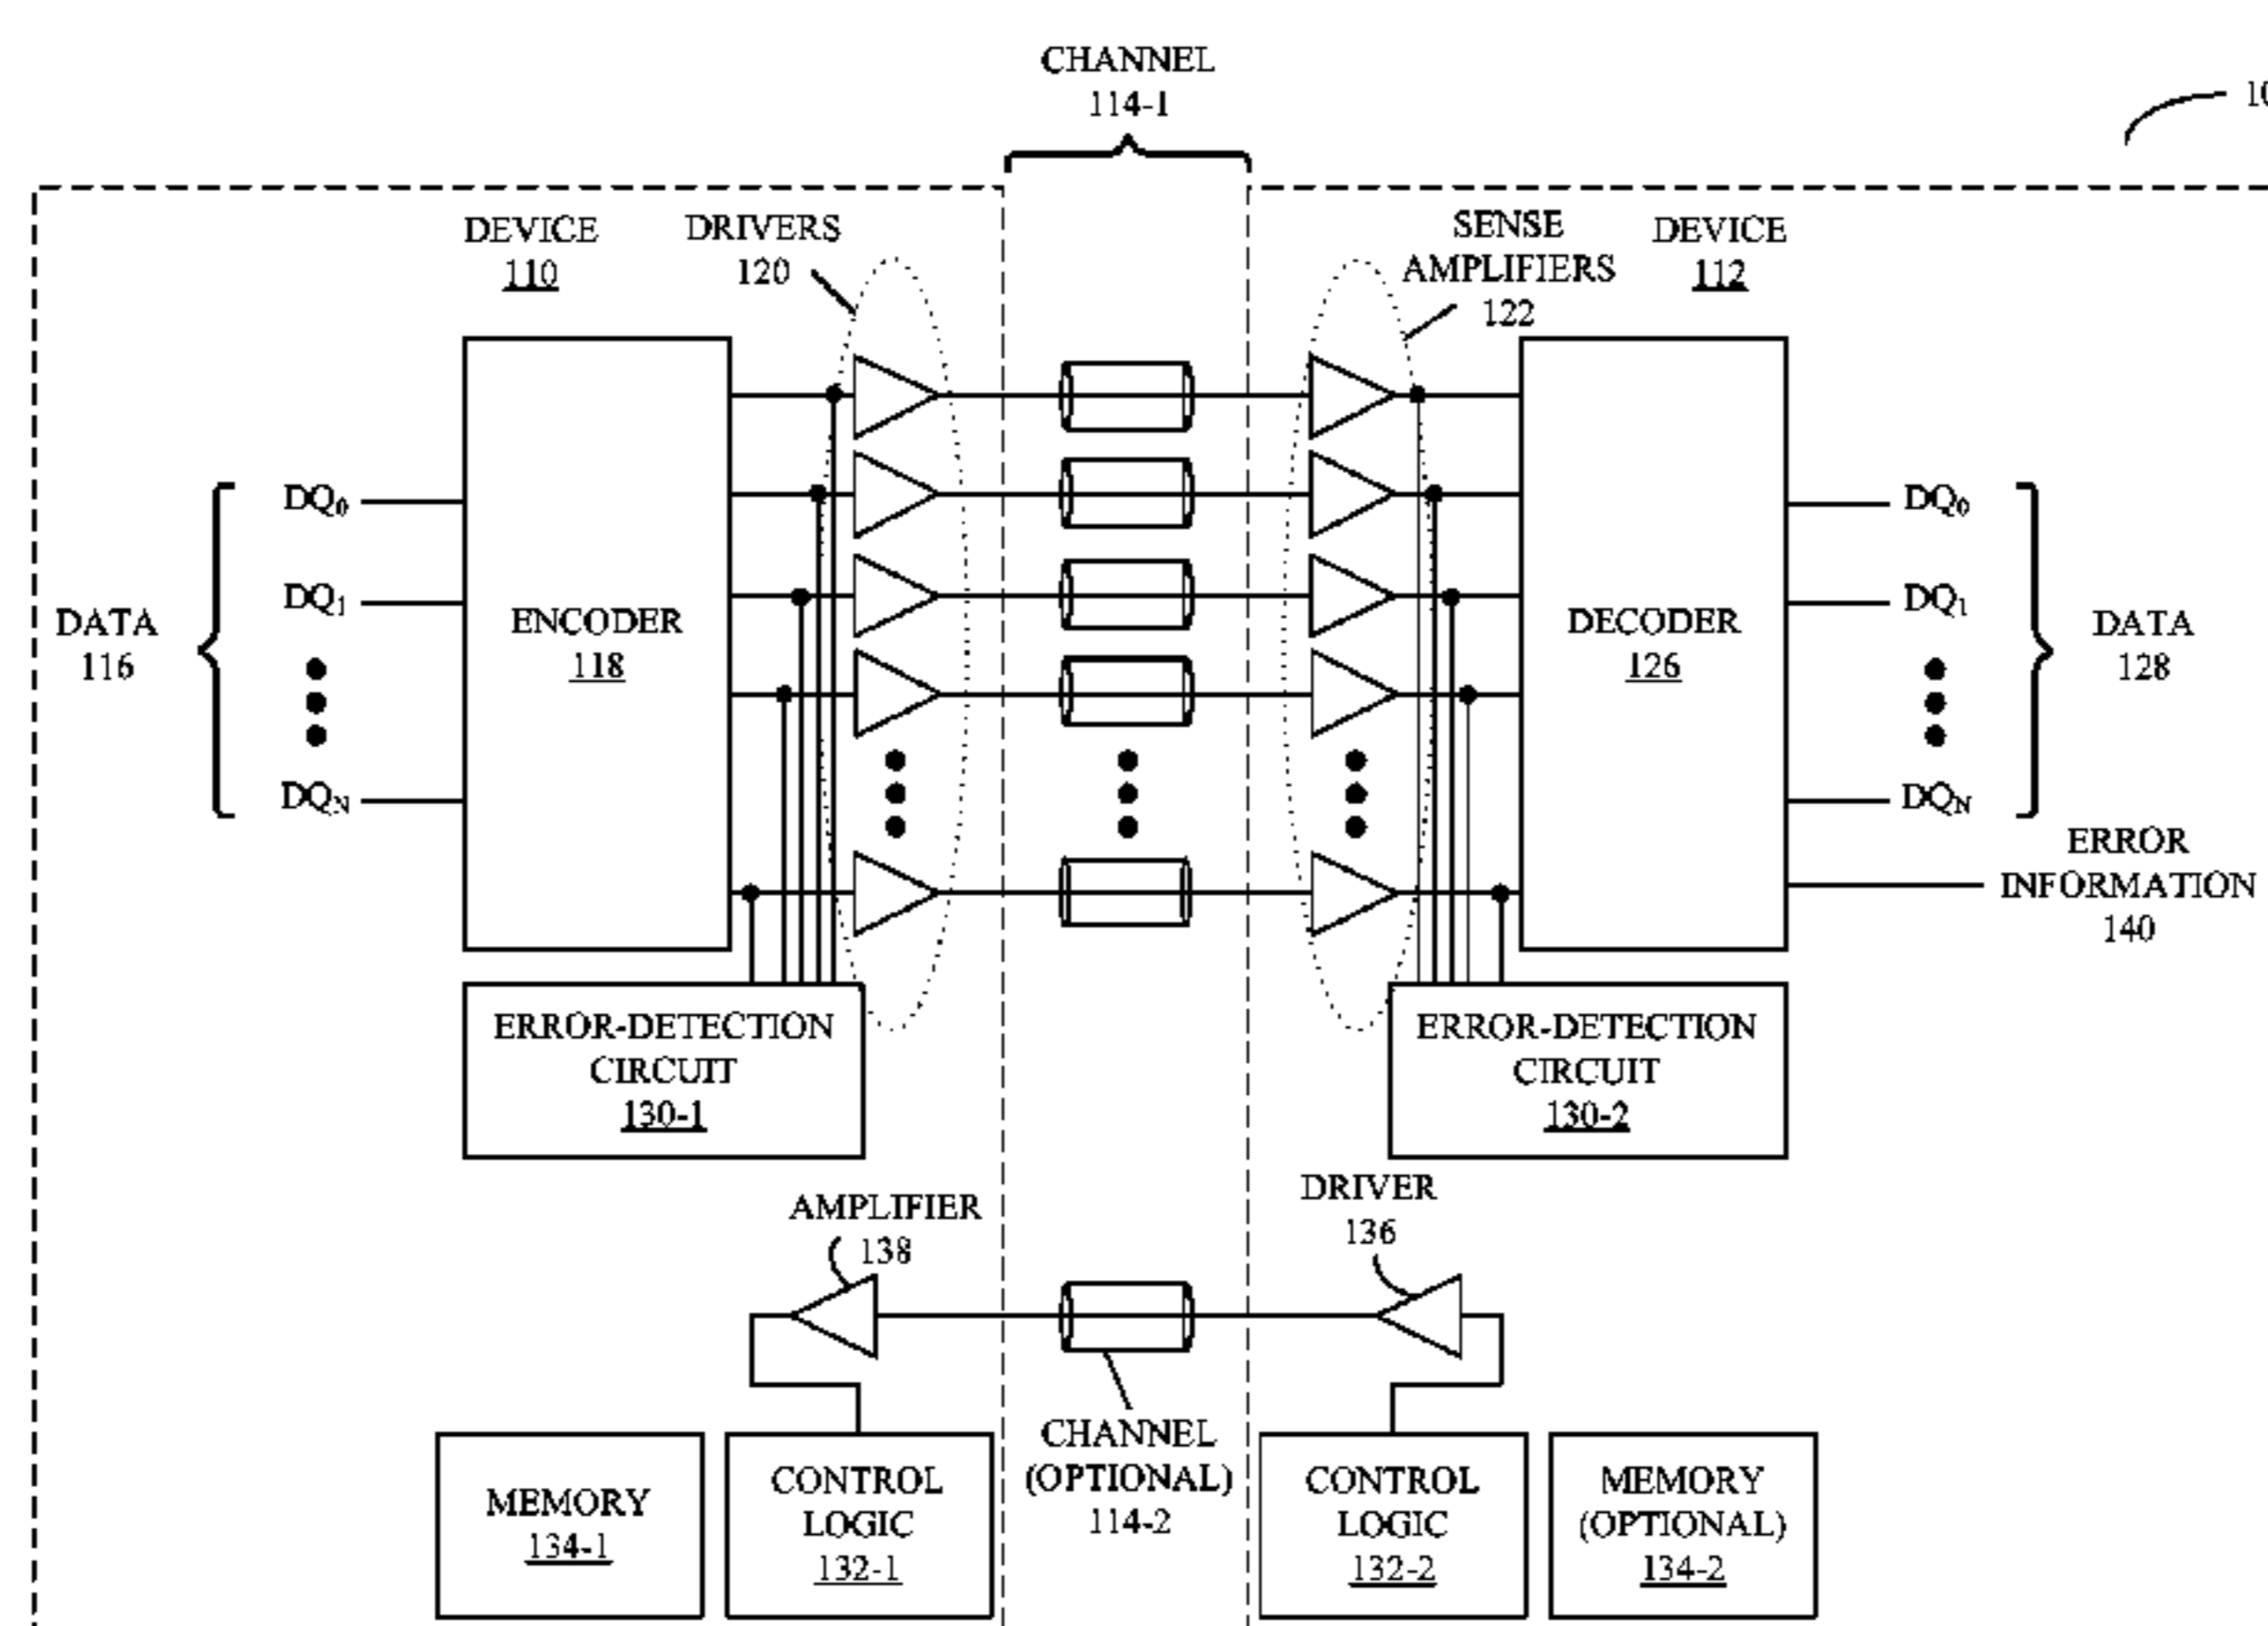 CHANNEL
114-1
10
DEVICE
110
DRIVERS
120
SENSE
AMPLIFIERS
122
DEVICE
112
DATA
116
DQ0
DQ1
DQN
ENCODER
118
DECODER
126
DQ0
DQ1
DQN
DATA
128
ERROR
INFORMATION
140
ERROR-DETECTION
CIRCUIT
130-1
ERROR-DETECTION
CIRCUIT
130-2
AMPLIFIER
138
DRIVER
136
MEMORY
134-1
CONTROL
LOGIC
132-1
CHANNEL
(OPTIONAL)
114-2
CONTROL
LOGIC
132-2
MEMORY
(OPTIONAL)
134-2